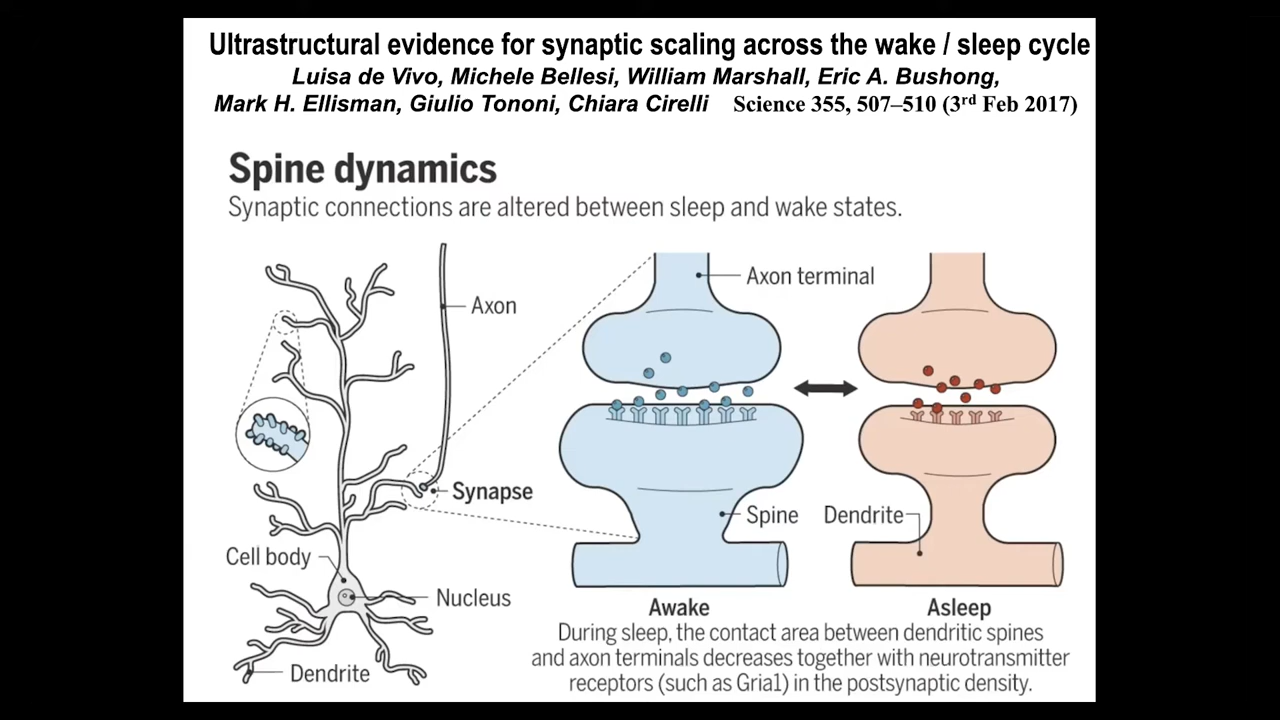 Ultrastructural evidence for synaptic scaling across the wake / sleep cycle
Luisa de Vivo, Michele Bellesi, William Marshall, Eric A. Bushong,
Mark H. Ellisman, Giulio Tononi, Chiara Cirelli Science 355, 507–510 (3rd Feb 2017)
Spine dynamics
Synaptic connections are altered between sleep and wake states.
Axon
Axon terminal
Synapse
Spine
Dendrite
Cell body
Nucleus
Dendrite
Awake
Asleep
During sleep, the contact area between dendritic spines
and axon terminals decreases together with neurotransmitter
receptors (such as Gria1) in the postsynaptic density.